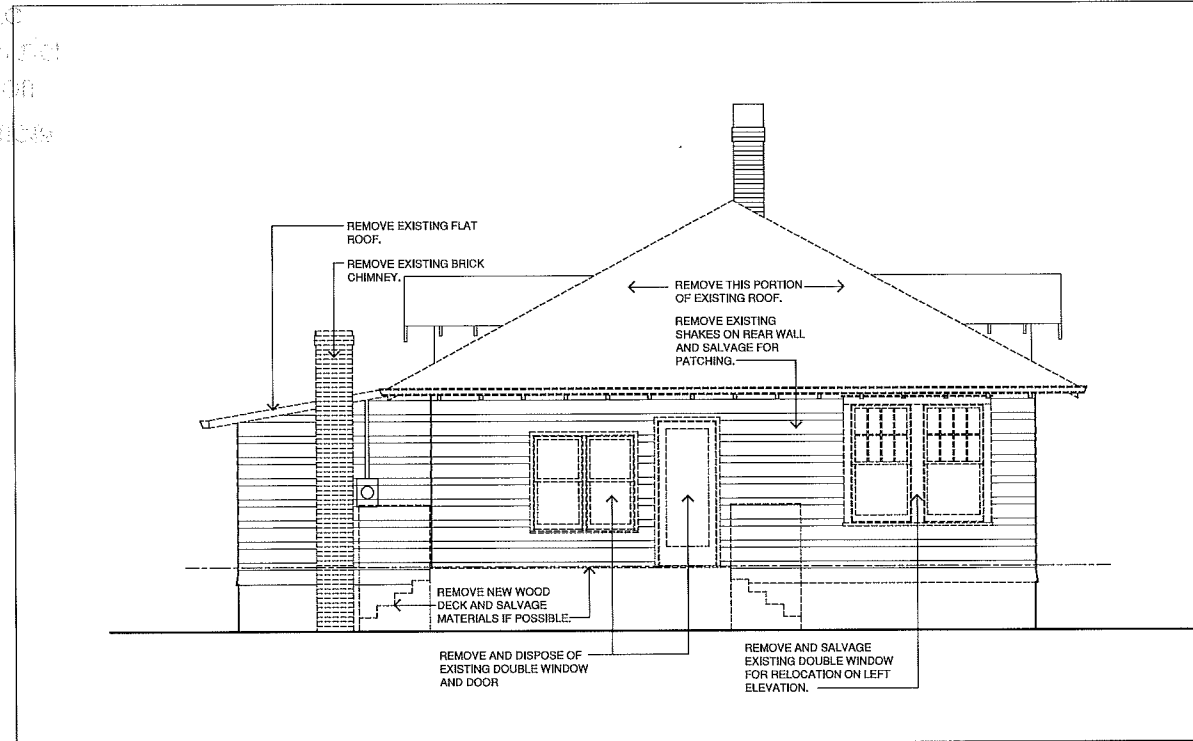 REMOVE EXISTING FLAT
ROOF.
REMOVE EXISTING BRICK
CHIMNEY.
REMOVE THIS PORTION
OF EXISTING ROOF.
REMOVE EXISTING
SHAKES ON REAR WALL
AND SALVAGE FOR
PATCHING.
REMOVE NEW WOOD
DECK AND SALVAGE
MATERIALS IF POSSIBLE.
REMOVE AND DISPOSE OF
EXISTING DOUBLE WINDOW
AND DOOR
REMOVE AND SALVAGE
EXISTING DOUBLE WINDOW
FOR RELOCATION ON LEFT
ELEVATION.